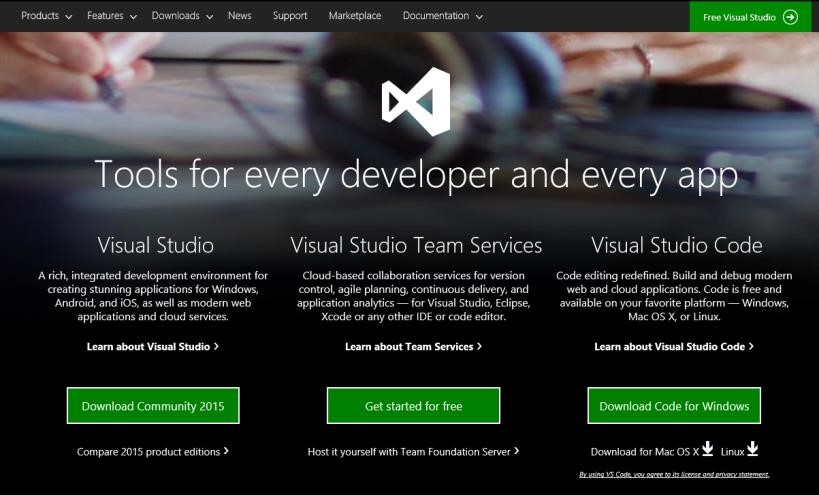 Products Features Downloads News Support Marketplace Documentation Free Visual Studio
Tools for every developer and every app
Visual Studio
A rich, integrated development environment for
creating stunning applications for Windows,
Android, and iOS, as well as modern web
applications and cloud services.
Learn about Visual Studio
Download Community 2015
Compare 2015 product editions
Visual Studio Team Services
Cloud-based collaboration services for version
control, agile planning, continuous delivery, and
application analytics — for Visual Studio, Eclipse,
Xcode or any other IDE or code editor.
Learn about Team Services
Get started for free
Host it yourself with Team Foundation Server
Visual Studio Code
Code editing redefined. Build and debug modern
web and cloud applications. Code is free and
available on your favorite platform — Windows,
Mac OS X, or Linux.
Learn about Visual Studio Code
Download Code for Windows
Download for Mac OS X Linux
By using VS Code, you agree to its license and privacy statement.